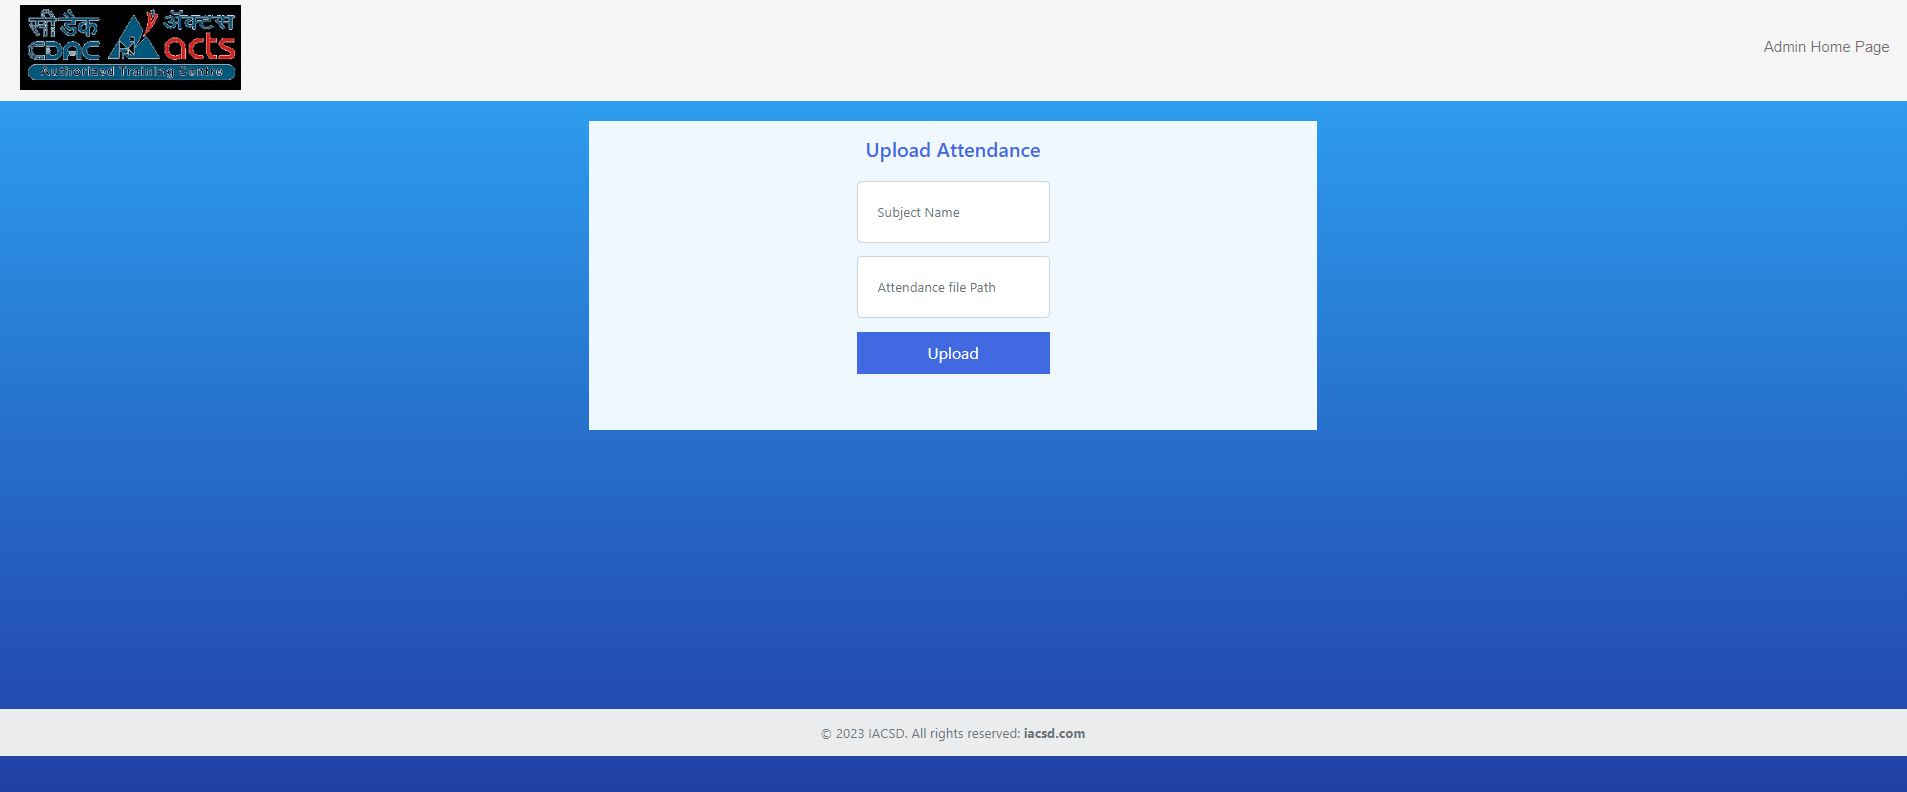 सी डैक ॲक्टस
CDAC acts
Authorized Training Centre
Admin Home Page
Upload Attendance
Subject Name
Attendance file Path
Upload
© 2023 IACSD. All rights reserved: iacsd.com